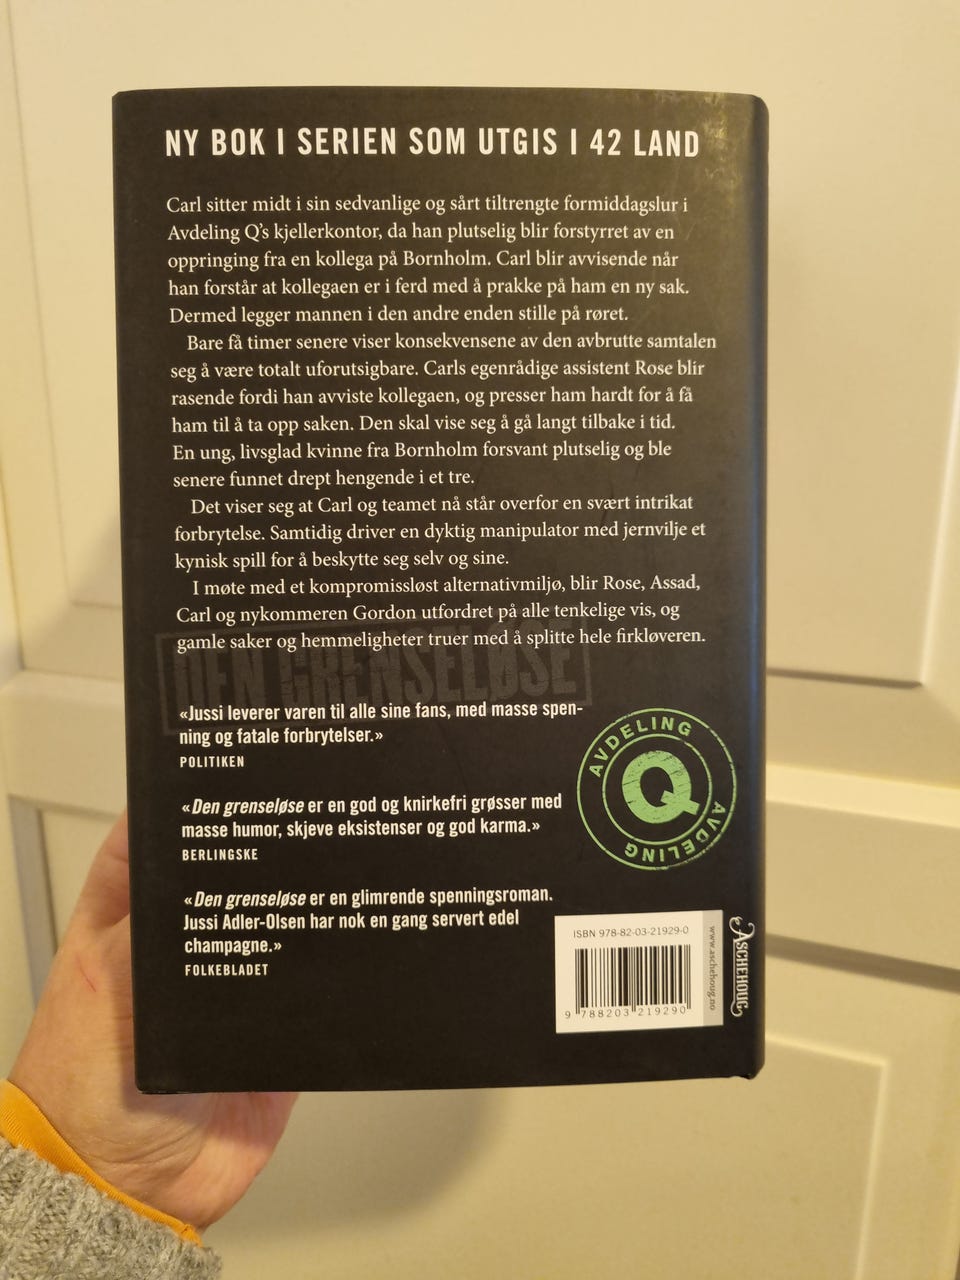 NY BOK I SERIEN SOM UTGIS I 42 LAND
Carl sitter midt i sin sedvanlige og sårt tiltrengte formiddagslur i
Avdeling Q's kjellerkontor, da han plutselig blir forstyrret av en
oppringing fra en kollega på Bornholm. Carl blir avvisende når
han forstår at kollegaen er i ferd med å prakke på ham en ny sak.
Dermed legger mannen i den andre enden stille på røret.
Bare få timer senere viser konsekvensene av den avbrutte samtalen
seg å være totalt uforutsigbare. Carls egenrådige assistent Rose blir
rasende fordi han avviste kollegaen, og presser ham hardt for å få
ham til å ta opp saken. Den skal vise seg å gå langt tilbake i tid.
En ung, livsglad kvinne fra Bornholm forsvant plutselig og ble
senere funnet drept hengende i et tre.
Det viser seg at Carl og teamet nå står overfor en svært intrikat
forbrytelse. Samtidig driver en dyktig manipulator med jernvilje et
kynisk spill for å beskytte seg selv og sine.
I møte med et kompromissløst alternativmiljø, blir Rose, Assad,
Carl og nykommeren Gordon utfordret på alle tenkelige vis, og
gamle saker og hemmeligheter truer med å splitte hele firkløveren.
DEN GRENSELØSE
«Jussi leverer varen til alle sine fans, med masse spen-
ning og fatale forbrytelser.»
POLITIKEN
«Den grenseløse er en god og knirkefri grøsser med
masse humor, skjeve eksistenser og god karma.»
BERLINGSKE
«Den grenseløse er en glimrende spenningsroman.
Jussi Adler-Olsen har nok en gang servert edel
champagne.»
FOLKEBLADET
AVDELING
Q
AVDELING
ISBN 978-82-03-21929-0
9 788203 219290
www.aschehoug.no
ASCHEHOUG